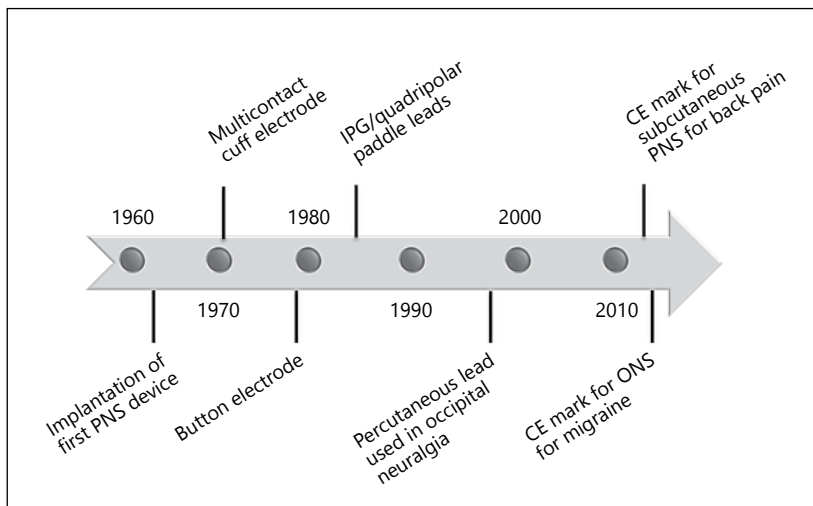 Multicontact
cuff electrode
IPG/quadripolar
paddle leads
CE mark for
subcutaneous
PNS for back pain
1960
1980
2000
1970
1990
2010
Implantation of
first PNS device
Button electrode
Percutaneous lead
used in occipital
neuralgia
CE mark for ONS
for migraine